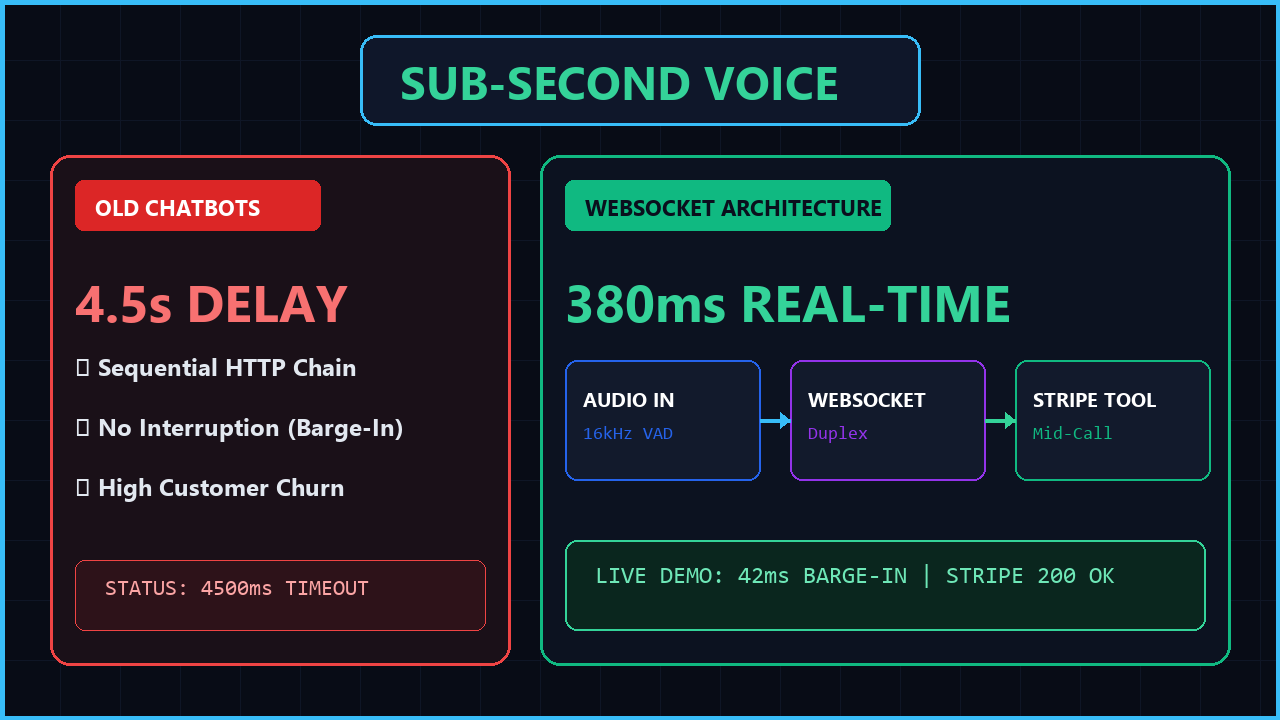 SUB-SECOND VOICE
OLD CHATBOTS
4.5s DELAY
▯ Sequential HTTP Chain
▯ No Interruption (Barge-In)
▯ High Customer Churn
STATUS: 4500ms TIMEOUT
WEBSOCKET ARCHITECTURE
380ms REAL-TIME
AUDIO IN
16kHz VAD
WEBSOCKET
Duplex
STRIPE TOOL
Mid-Call
LIVE DEMO: 42ms BARGE-IN | STRIPE 200 OK